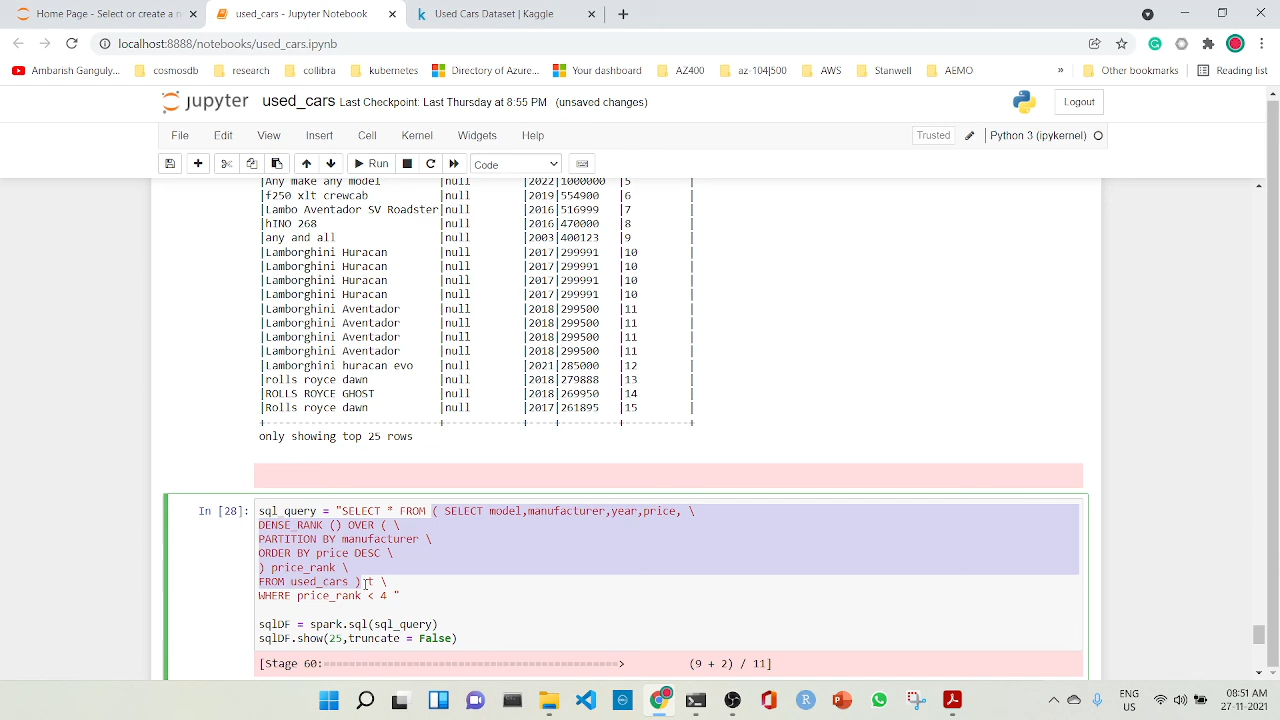 Home Page - Select or create a n
used_cars - Jupyter Notebook
Used Cars Dataset | Kaggle
localhost:8888/notebooks/used_cars.ipynb
Ambarish Ganguly...
cosmosb
research
collibra
kubernetes
Directory of Azure...
Your dashboard
AZ400
az-104|500
AWS
Stanwell
AEMO
»
Other bookmarks
Reading list
jupyter used_cars Last Checkpoint: Last Thursday at 8:55 PM (unsaved changes)
Logout
File Edit View Insert Cell Kernel Widgets Help
Trusted
Python 3 (ipykernel)
Run
Code
|Any make any model |null |2022|1000000 |5 |
|f250 xlt crewcab |null |2019|554900 |6 |
|Lambo Aventador SV Roadster|null |2016|516999 |7 |
|hINO 268 |null |2016|470000 |8 |
|any and all |null |2003|400123 |9 |
|Lamborghini Huracan |null |2017|299991 |10 |
|Lamborghini Huracan |null |2017|299991 |10 |
|Lamborghini Huracan |null |2017|299991 |10 |
|Lamborghini Huracan |null |2017|299991 |10 |
|Lamborghini Aventador |null |2018|299500 |11 |
|Lamborghini Aventador |null |2018|299500 |11 |
|Lamborghini Aventador |null |2018|299500 |11 |
|Lamborghini Aventador |null |2018|299500 |11 |
|Lamborghini huracan evo |null |2021|285000 |12 |
|rolls royce dawn |null |2018|279888 |13 |
|ROLLS ROYCE GHOST |null |2018|269950 |14 |
|Rolls royce dawn |null |2017|261895 |15 |
+---------------------------+------------+----+--------+----------+
only showing top 25 rows
In [28]: sql_query = "SELECT * FROM ( SELECT model,manufacturer,year,price, \
DENSE_RANK () OVER ( \
PARTITION BY manufacturer \
ORDER BY price DESC \
) price_rank \
FROM used_cars ) t \
WHERE price_rank < 4 "
sqlDF = spark.sql(sql_query)
sqlDF.show(25,truncate = False)
[Stage 60:==============================================> (9 + 2) / 11]
ENG
US
08:51 AM
27-11-2021